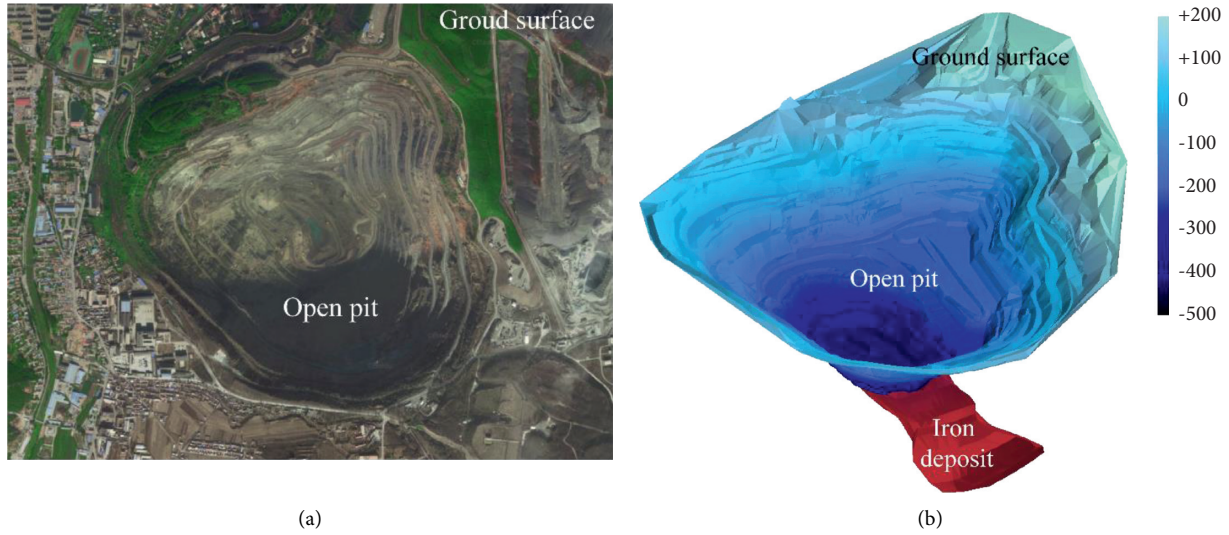 Groud surface
Open pit
(a)
Ground surface
Open pit
Iron
deposit
+200
+100
0
-100
-200
-300
-400
-500
(b)